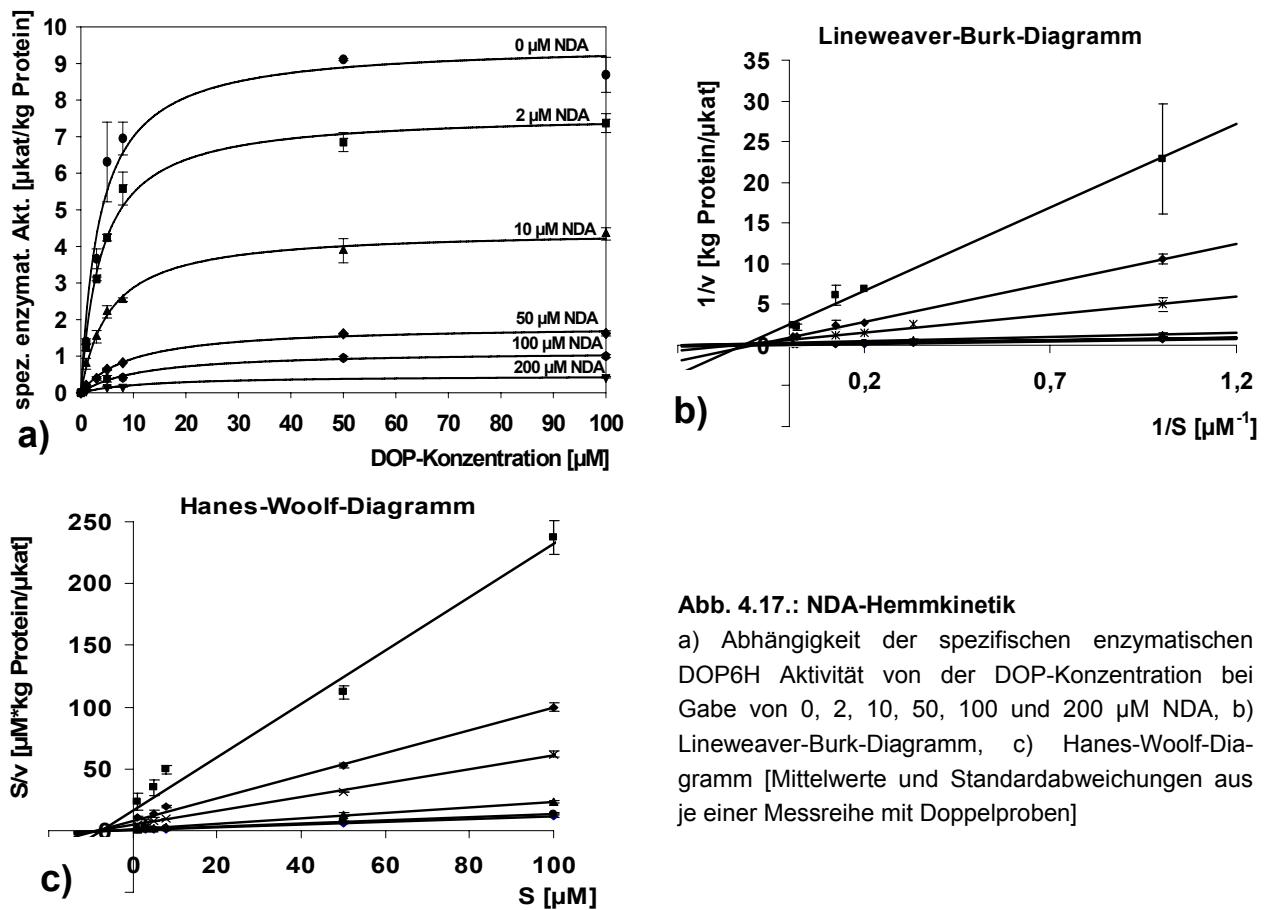 spez. enzymat. Akt. [µkat/kg Protein]
10
9
8
7
6
5
4
3
2
1
0
0 µM NDA
2 µM NDA
10 µM NDA
50 µM NDA
100 µM NDA
200 µM NDA
0 10 20 30 40 50 60 70 80 90 100
DOP-Konzentration [µM]
a)
Lineweaver-Burk-Diagramm
1/v [kg Protein/µkat]
35
30
25
20
15
10
5
0
0,2 0,7 1,2
1/S [µM⁻¹]
b)
Hanes-Woolf-Diagramm
S/v [µM*kg Protein/µkat]
250
200
150
100
50
0
0 20 40 60 80 100
S [µM]
c)
Abb. 4.17.: NDA-Hemmkinetik
a) Abhängigkeit der spezifischen enzymatischen
DOP6H Aktivität von der DOP-Konzentration bei
Gabe von 0, 2, 10, 50, 100 und 200 µM NDA, b)
Lineweaver-Burk-Diagramm, c) Hanes-Woolf-Dia-
gramm [Mittelwerte und Standardabweichungen aus
je einer Messreihe mit Doppelproben]